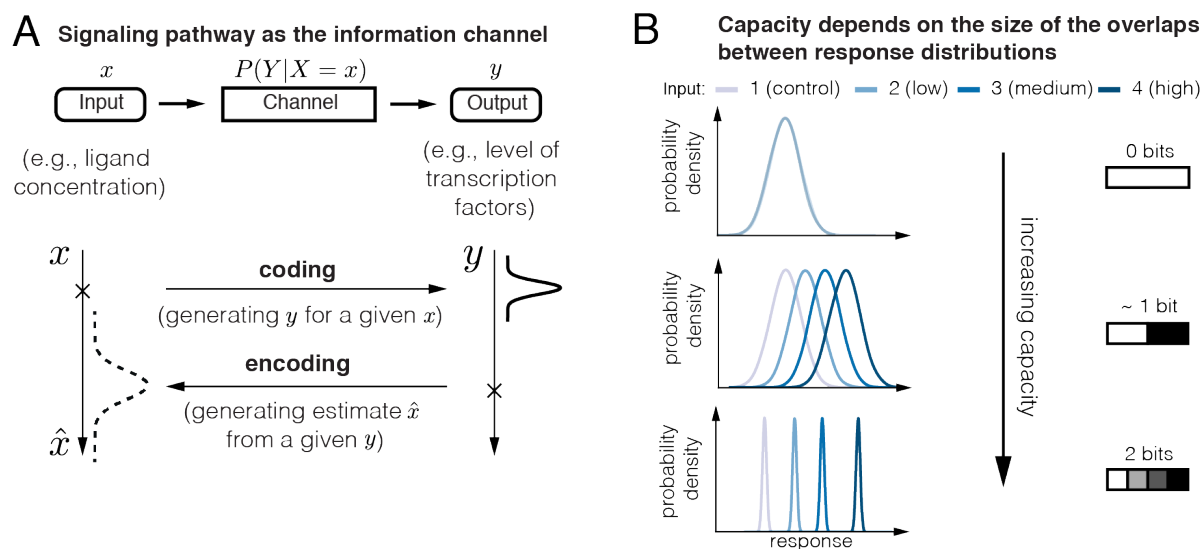 A
Signaling pathway as the information channel
x
P(Y|X = x)
y
Input
Channel
Output
(e.g., ligand
concentration)
(e.g., level of
transcription
factors)
x
y
coding
(generating y for a given x)
encoding
(generating estimate x̂
from a given y)
x̂
B
Capacity depends on the size of the overlaps
between response distributions
Input: 1 (control) 2 (low) 3 (medium) 4 (high)
probability
density
0 bits
probability
density
~ 1 bit
increasing capacity
probability
density
2 bits
response